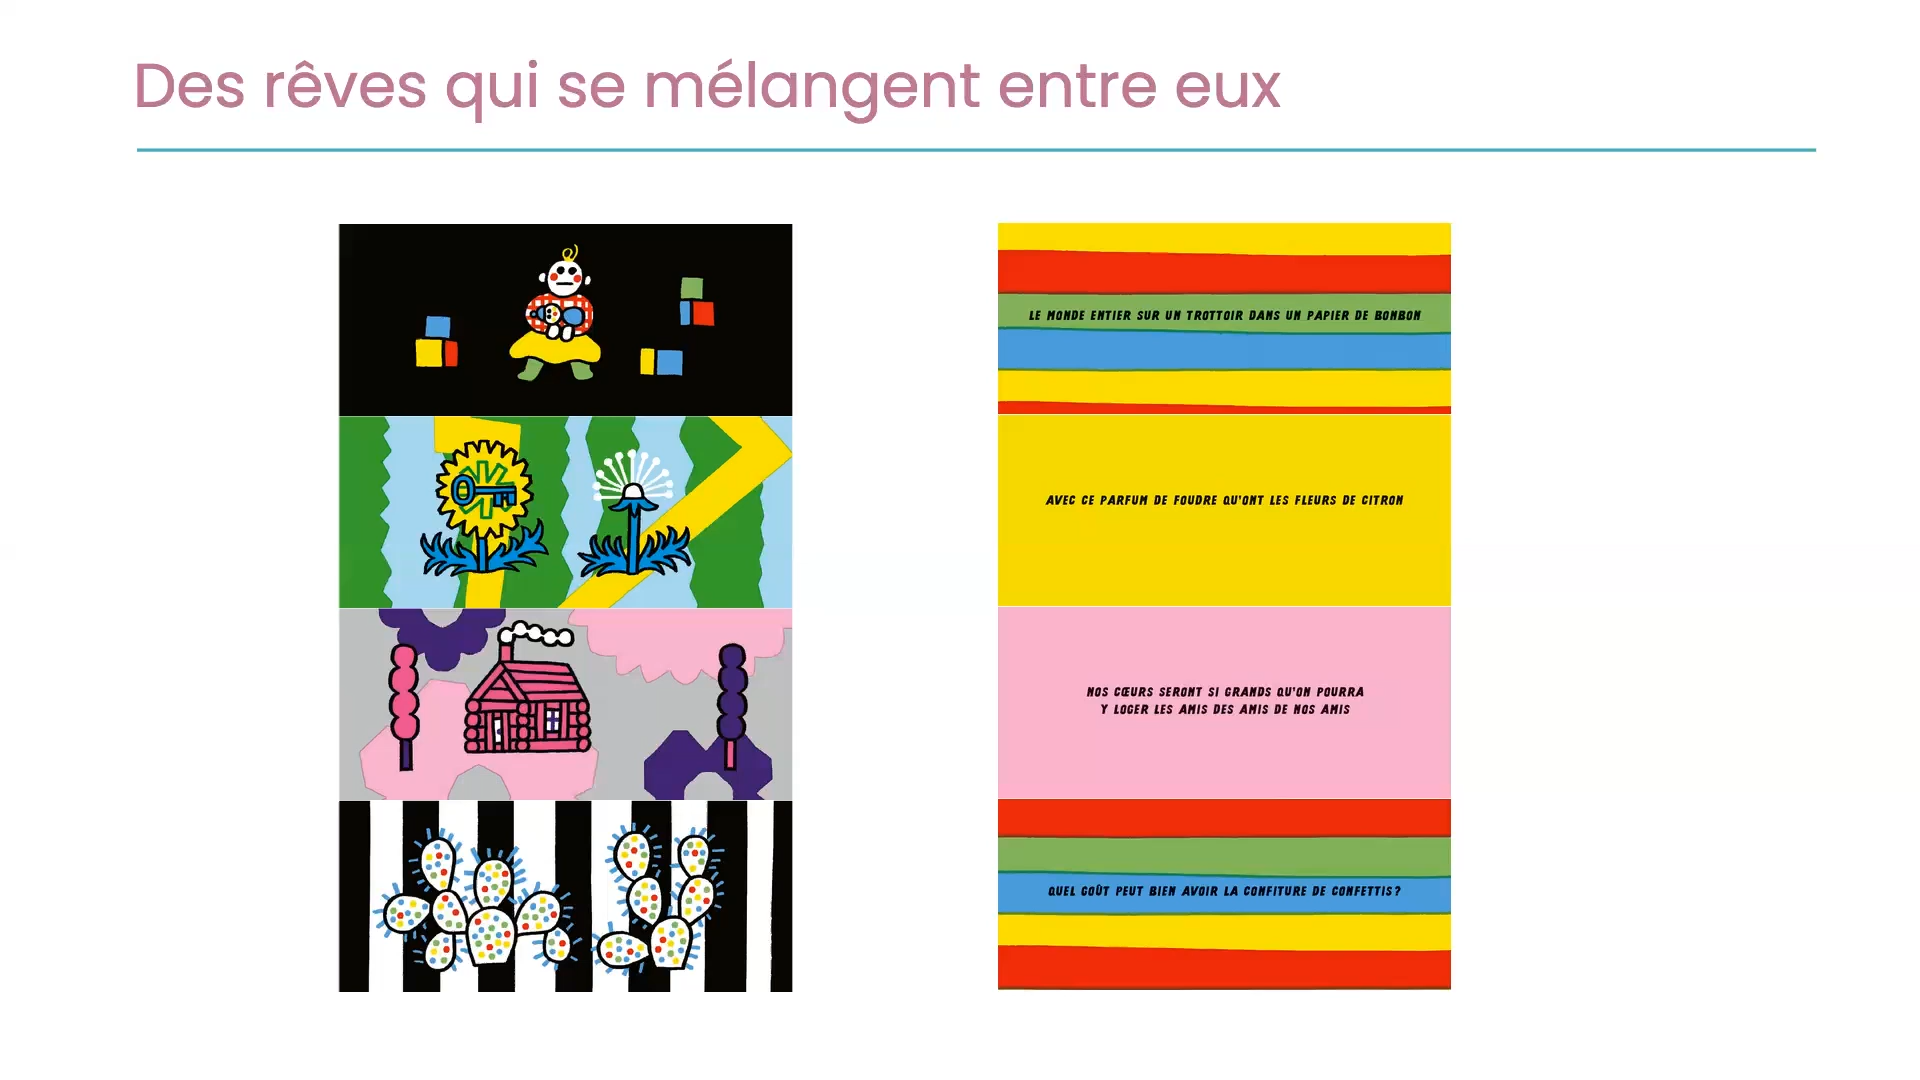 Des rêves qui se mélangent entre eux
LE MONDE ENTIER SUR UN TROTTOIR DANS UN PAPIER DE BONBON
AVEC CE PARFUM DE FOUDRE QU'ONT LES FLEURS DE CITRON
NOS CŒURS SERONT SI GRANDS QU'ON POURRA
Y LOGER LES AMIS DES AMIS DE NOS AMIS
QUEL GOÛT PEUT BIEN AVOIR LA CONFITURE DE CONFETTIS?